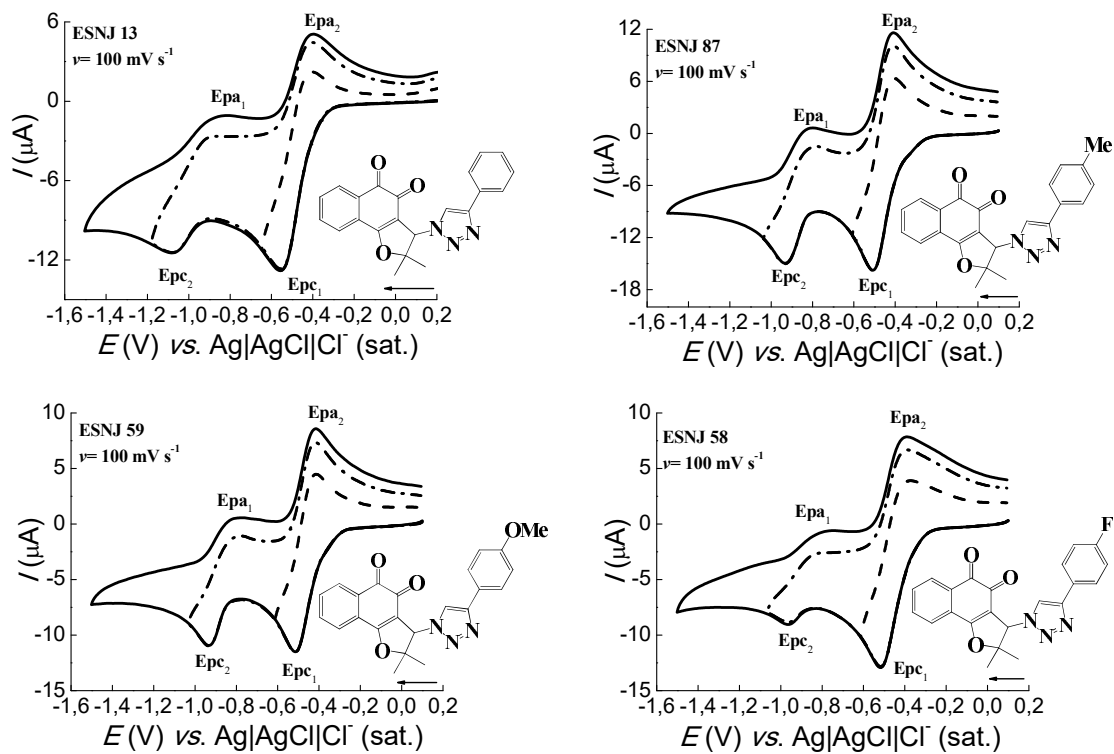 ESNJ 13
v= 100 mV s⁻¹
Epa₂
Epa₁
Epc₂
Epc₁
6
0
-6
-12
I (µA)
O
O
O
N
N
N
-1,6 -1,4 -1,2 -1,0 -0,8 -0,6 -0,4 -0,2 0,0 0,2
E (V) vs. Ag|AgCl|Cl⁻ (sat.)
ESNJ 87
v= 100 mV s⁻¹
Epa₂
Epa₁
Epc₂
Epc₁
12
6
0
-6
-12
-18
I (µA)
Me
O
O
O
N
N
N
-1,6 -1,4 -1,2 -1,0 -0,8 -0,6 -0,4 -0,2 0,0 0,2
E (V) vs. Ag|AgCl|Cl⁻ (sat.)
ESNJ 59
v= 100 mV s⁻¹
Epa₂
Epa₁
Epc₂
Epc₁
10
5
0
-5
-10
-15
I (µA)
OMe
O
O
O
N
N
N
-1,6 -1,4 -1,2 -1,0 -0,8 -0,6 -0,4 -0,2 0,0 0,2
E (V) vs. Ag|AgCl|Cl⁻ (sat.)
ESNJ 58
v= 100 mV s⁻¹
Epa₂
Epa₁
Epc₂
Epc₁
10
5
0
-5
-10
-15
I (µA)
F
O
O
O
N
N
N
-1,6 -1,4 -1,2 -1,0 -0,8 -0,6 -0,4 -0,2 0,0 0,2
E (V) vs. Ag|AgCl|Cl⁻ (sat.)